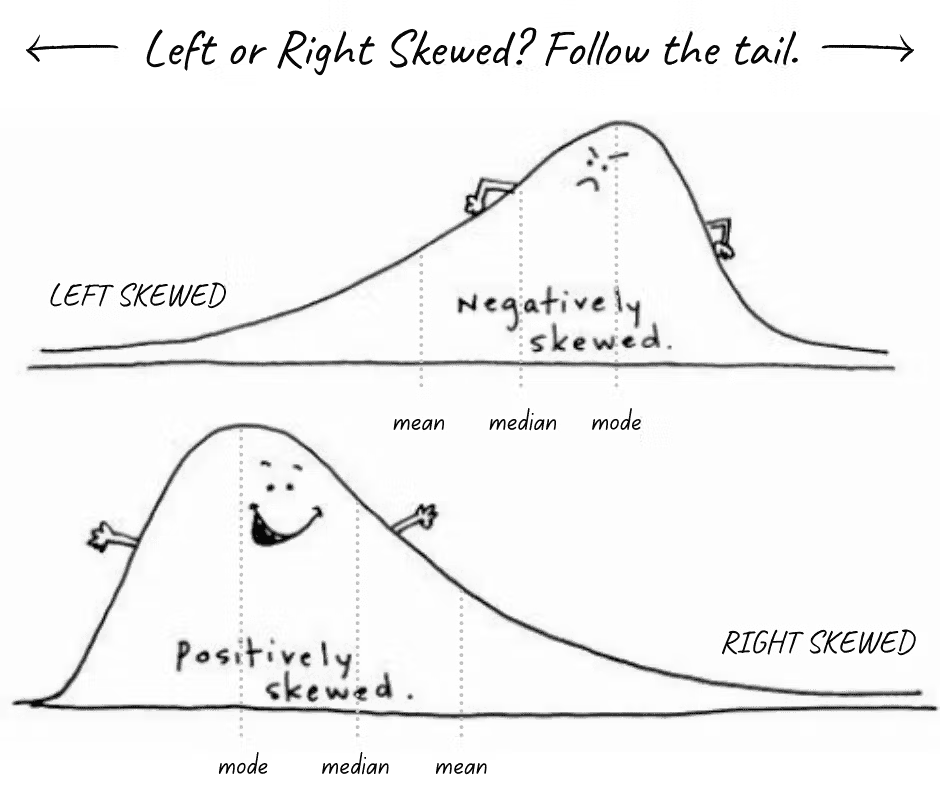 Left or Right Skewed? Follow the tail.
LEFT SKEWED
Negatively
skewed.
mean median mode
RIGHT SKEWED
Positively
skewed.
mode median mean